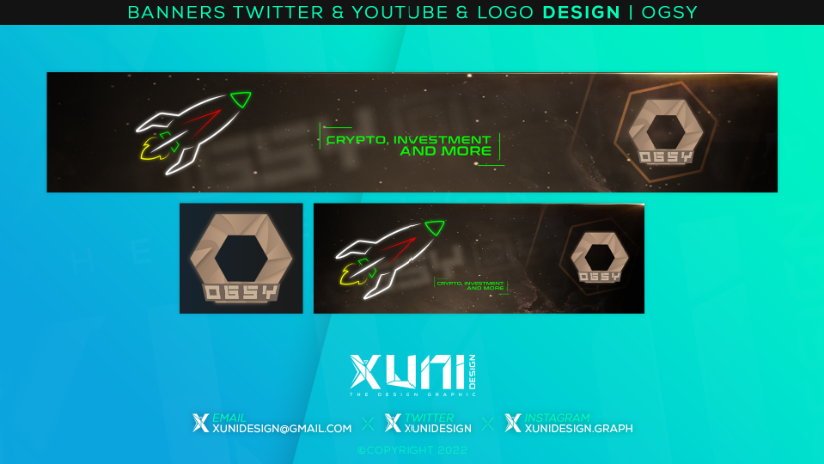 BANNERS TWITTER & YOUTUBE & LOGO DESIGN | OGSY
CRYPTO, INVESTMENT
AND MORE
OGSY
OGSY
CRYPTO, INVESTMENT
AND MORE
OGSY
XUNI DESIGN
THE DESIGN GRAPHIC
EMAIL
XUNIDESIGN@GMAIL.COM
TWITTER
XUNIDESIGN
INSTAGRAM
XUNIDESIGN.GRAPH
©COPYRIGHT 2022